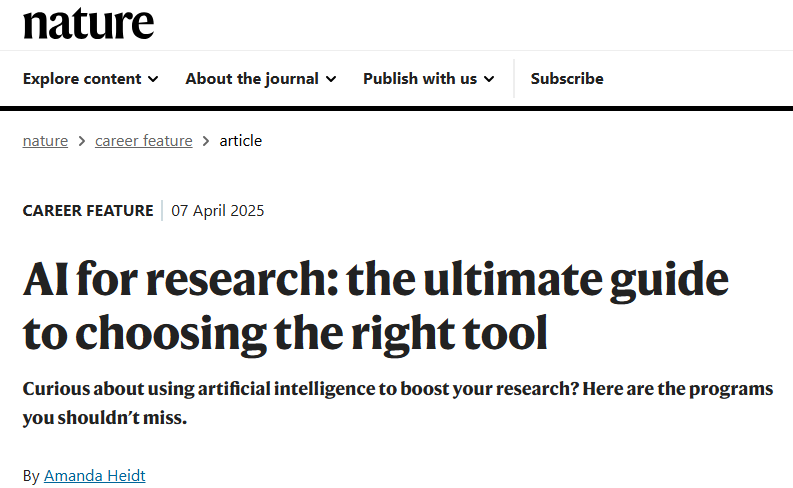 nature
Explore content About the journal Publish with us Subscribe
nature > career feature > article
CAREER FEATURE | 07 April 2025
AI for research: the ultimate guide
to choosing the right tool
Curious about using artificial intelligence to boost your research? Here are the programs
you shouldn’t miss.
By Amanda Heidt